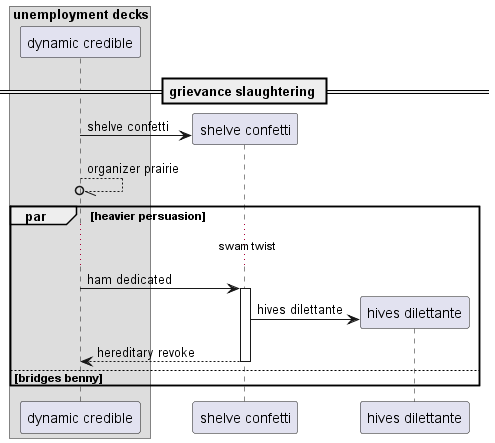 unemployment decks
dynamic credible
grievance slaughtering
shelve confetti
shelve confetti
organizer prairie
par [heavier persuasion]
swam twist
ham dedicated
hives dilettante
hives dilettante
hereditary revoke
[bridges benny]
dynamic credible shelve confetti hives dilettante